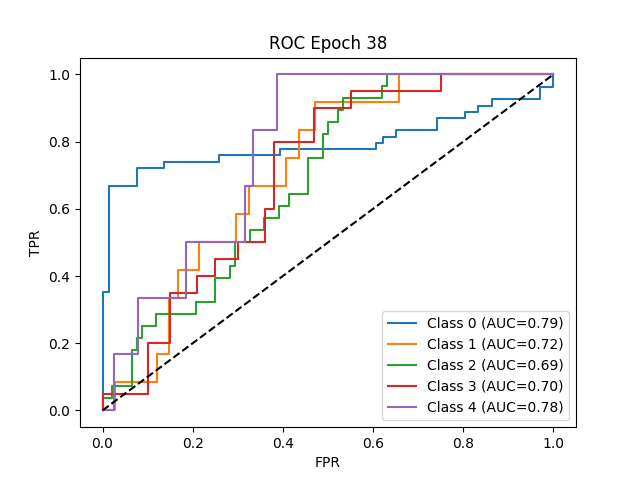 ROC Epoch 38
TPR
1.0
0.8
0.6
0.4
0.2
0.0
0.0 0.2 0.4 0.6 0.8 1.0
FPR
Class 0 (AUC=0.79)
Class 1 (AUC=0.72)
Class 2 (AUC=0.69)
Class 3 (AUC=0.70)
Class 4 (AUC=0.78)